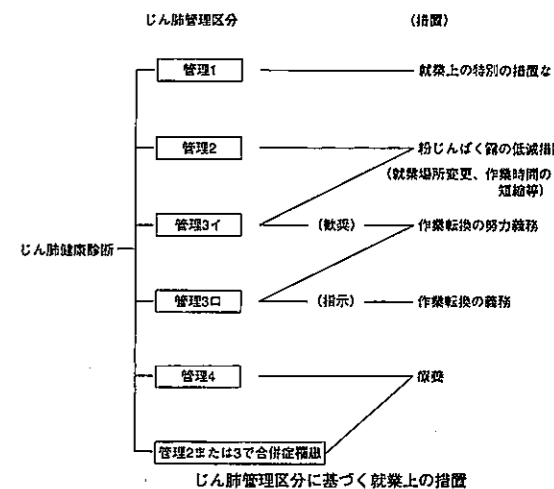 じん肺管理区分 (措置)
管理1 就業上の特別の措置な
管理2 粉じんばく露の低減措
(就業場所変更、作業時間の
短縮等)
管理3イ (勧奨) 作業転換の努力義務
じん肺健康診断
管理3ロ (指示) 作業転換の義務
管理4 療養
管理2または3で合併症罹患
じん肺管理区分に基づく就業上の措置